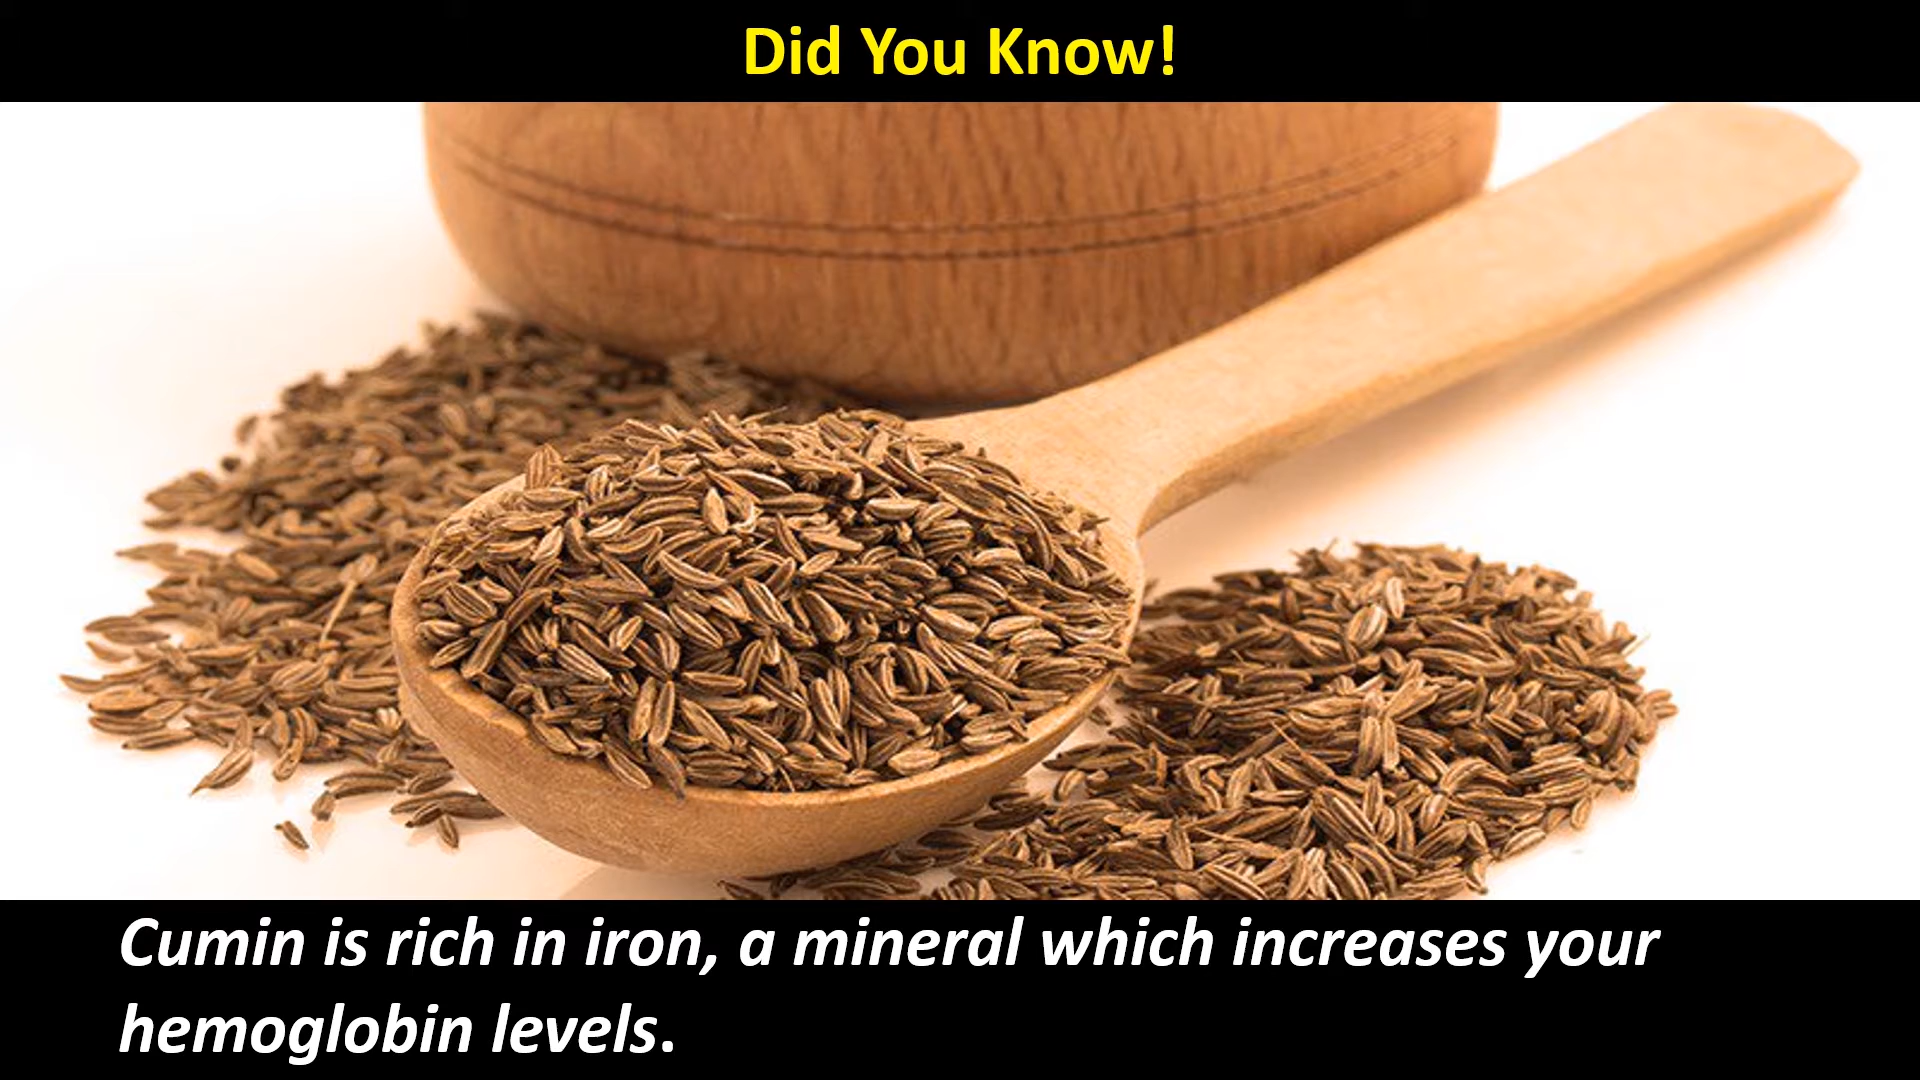 Did You Know!
Cumin is rich in iron, a mineral which increases your
hemoglobin levels.